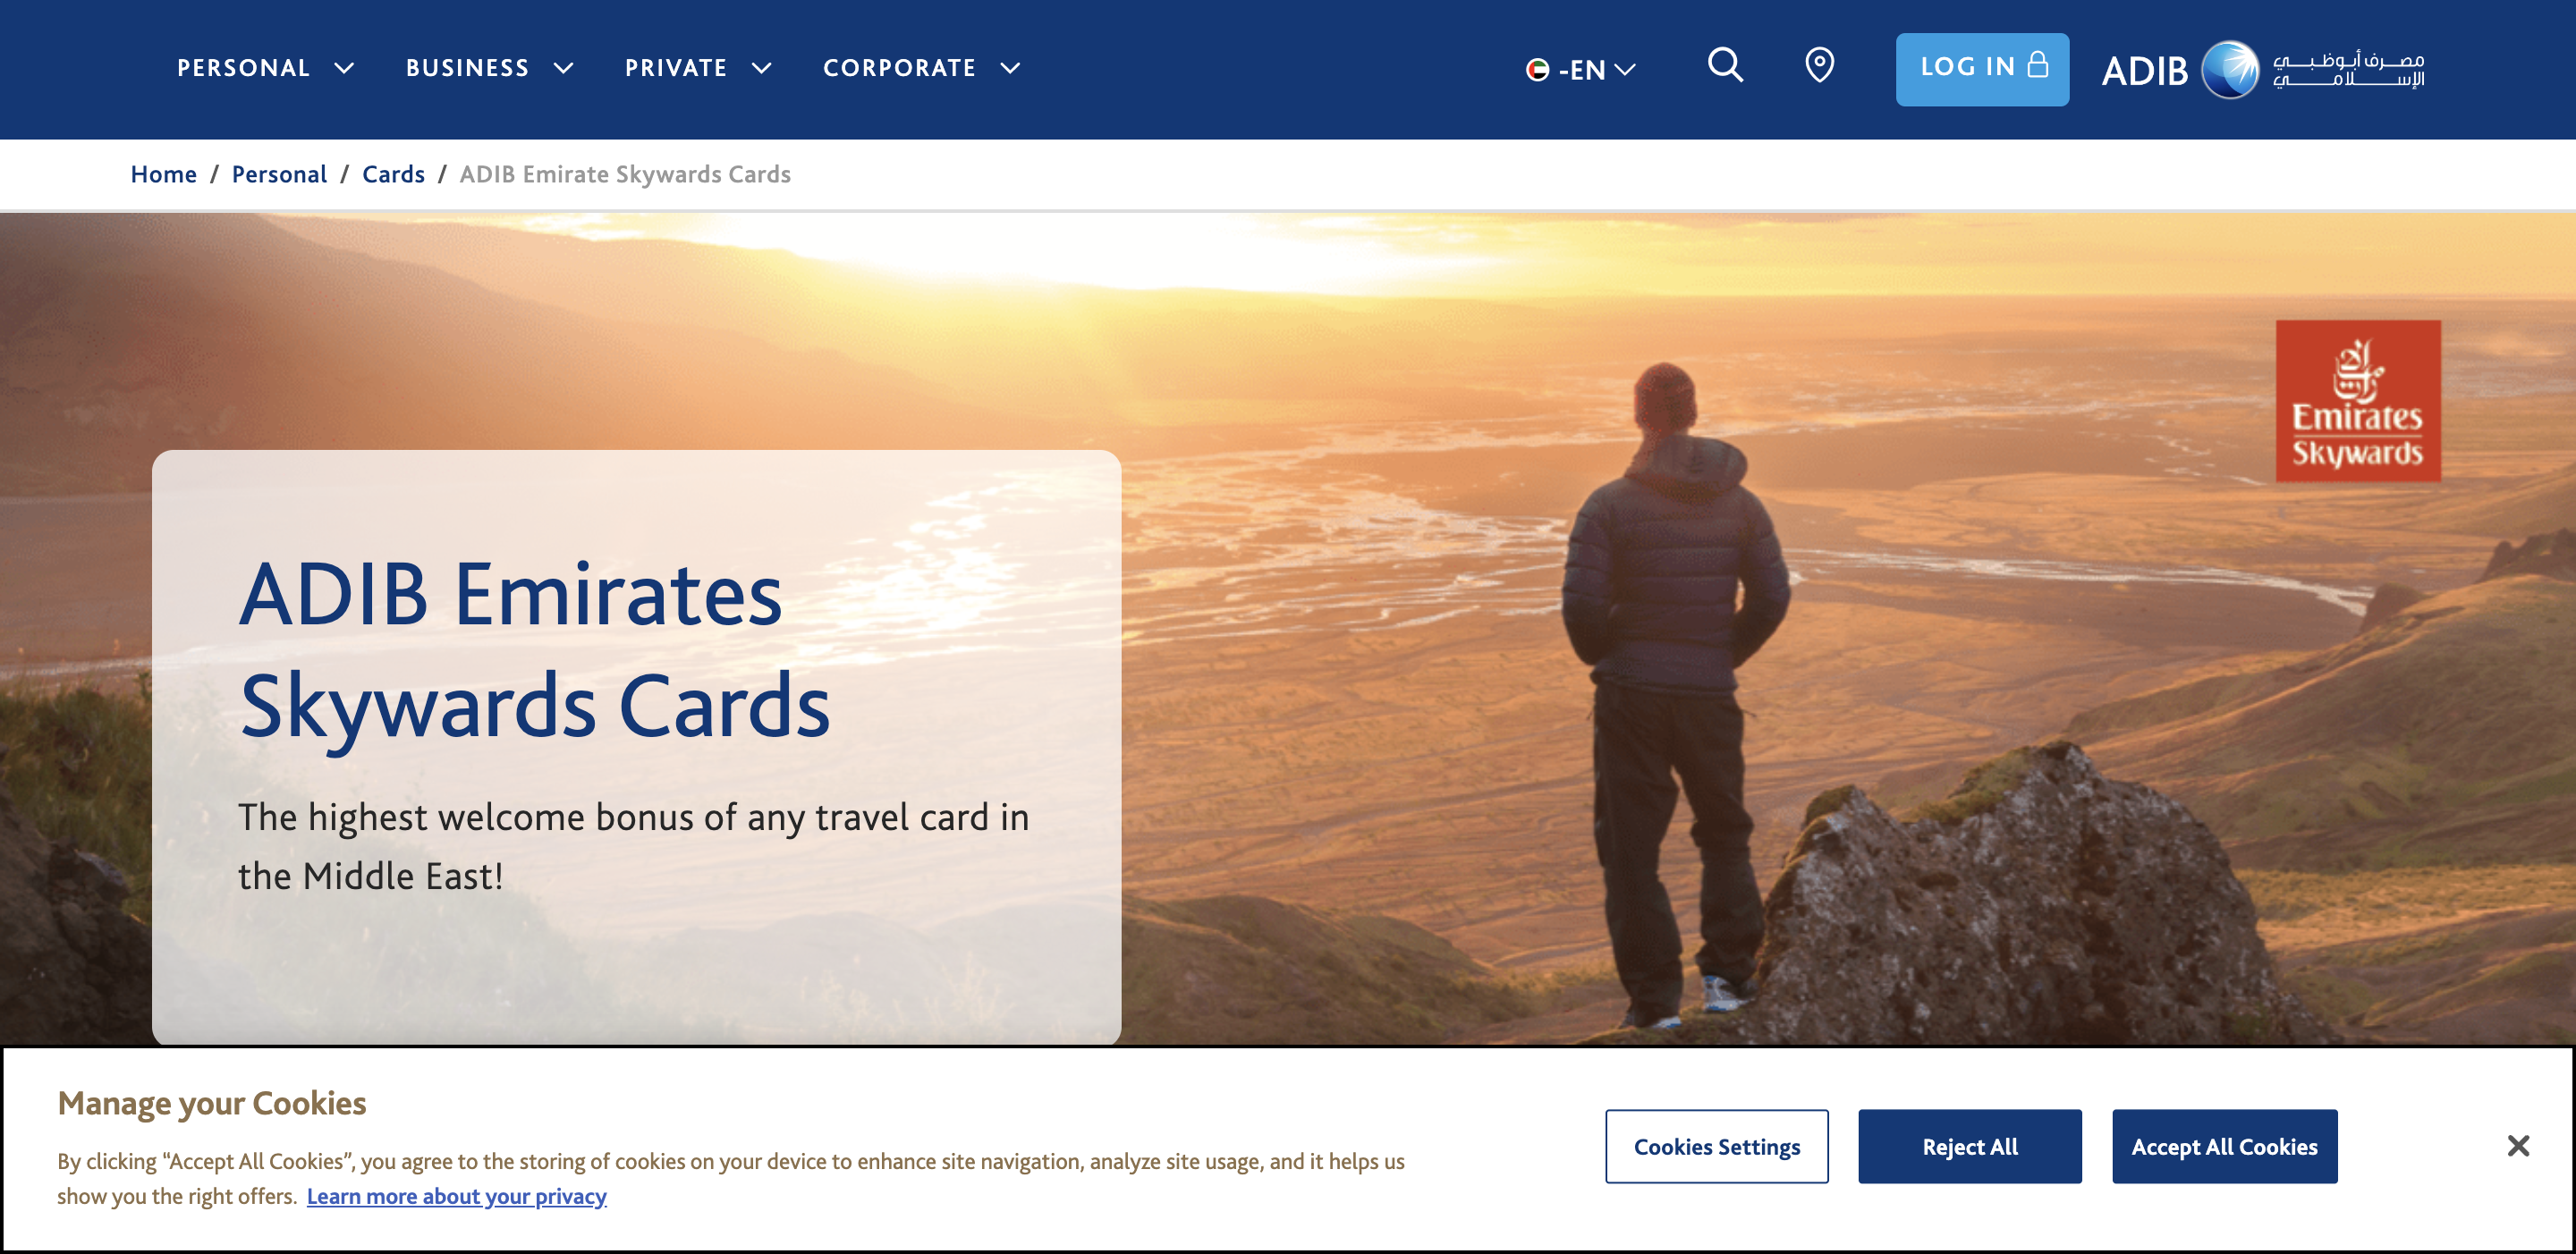 PERSONAL BUSINESS PRIVATE CORPORATE -EN LOG IN ADIB مصرف أبوظبي
الإسلامي
Home / Personal / Cards / ADIB Emirate Skywards Cards
Emirates
Skywards
ADIB Emirates
Skywards Cards
The highest welcome bonus of any travel card in
the Middle East!
Manage your Cookies
By clicking “Accept All Cookies”, you agree to the storing of cookies on your device to enhance site navigation, analyze site usage, and it helps us
show you the right offers. Learn more about your privacy
Cookies Settings
Reject All
Accept All Cookies